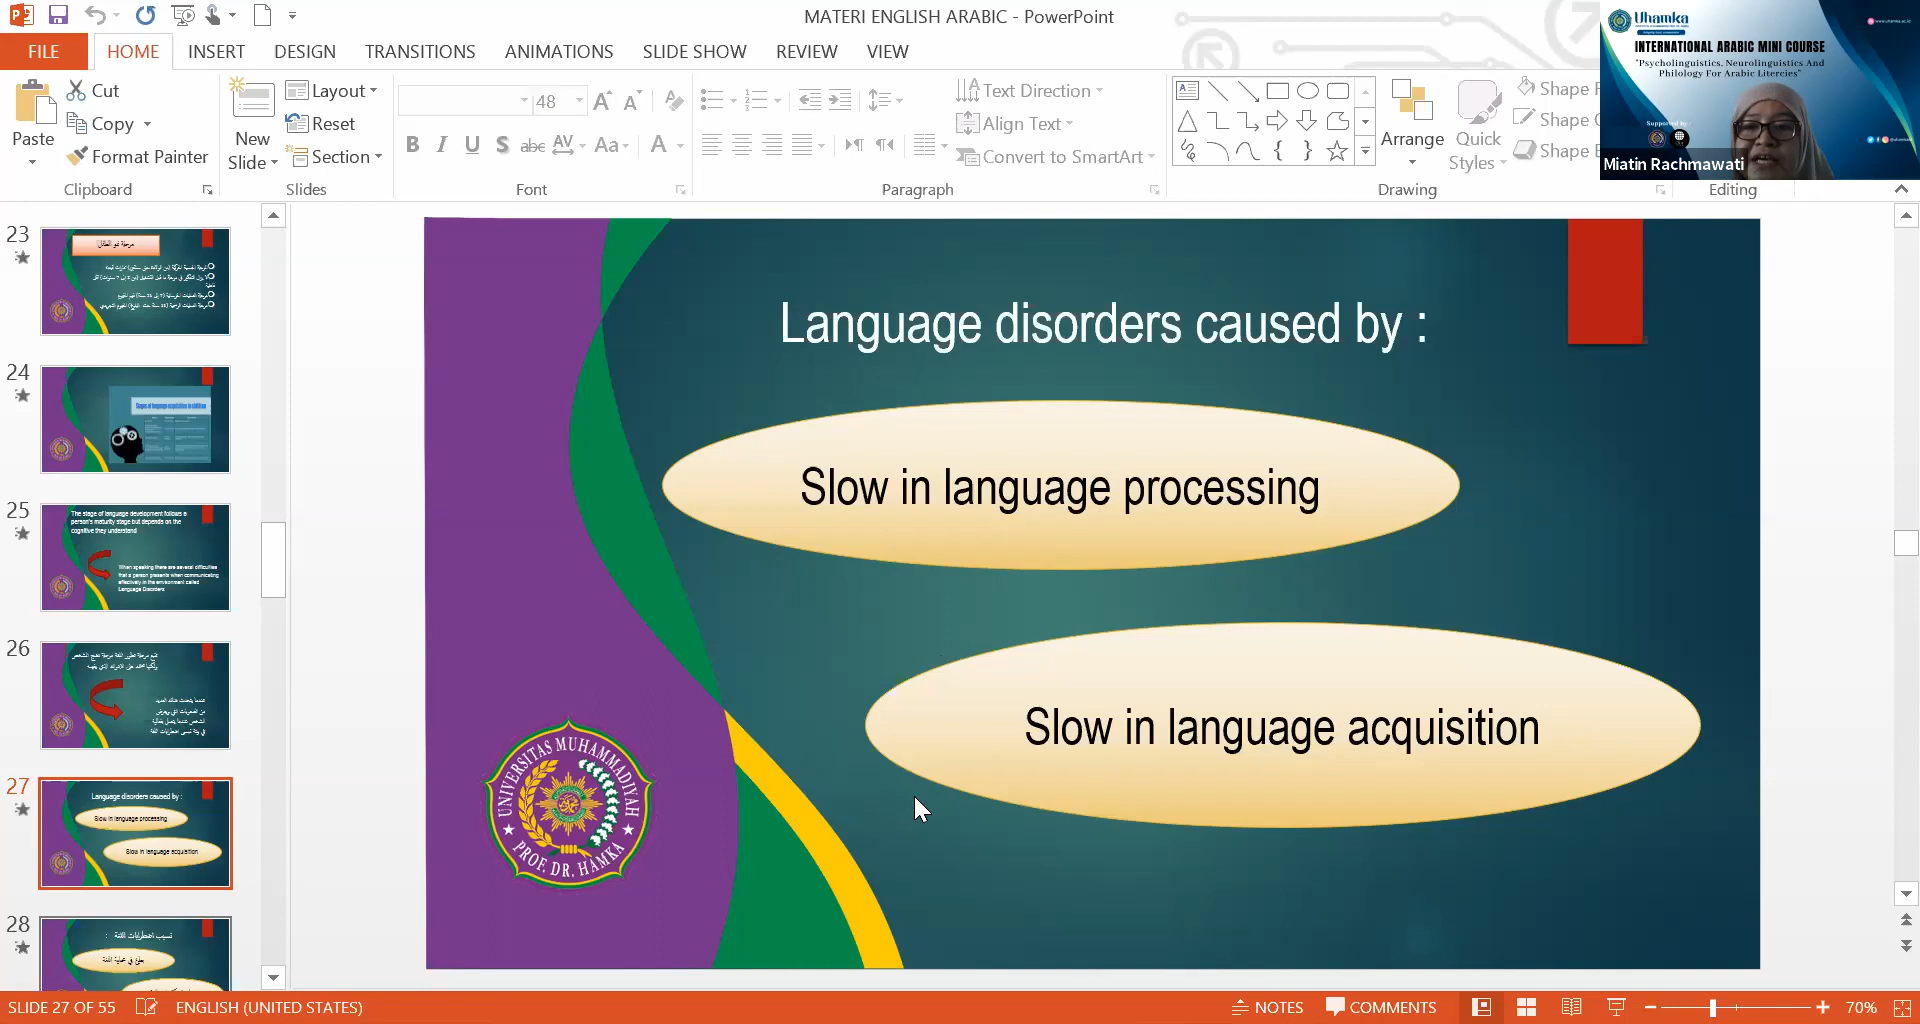 MATERI ENGLISH ARABIC - PowerPoint
FILE
HOME
INSERT
DESIGN
TRANSITIONS
ANIMATIONS
SLIDE SHOW
REVIEW
VIEW
Cut
Copy
Format Painter
Paste
Clipboard
New
Slide
Layout
Reset
Section
Slides
48
B I U S abc AV Aa A
Font
Text Direction
Align Text
Convert to SmartArt
Paragraph
Arrange
Quick
Styles
Shape
Shape
Shape
Drawing
Editing
Uhamka
INTERNATIONAL ARABIC MINI COURSE
"Psycholinguistics, Neurolinguistics And
Philology For Arabic Litercies"
Supported by :
Miatin Rachmawati
23
24
Stages of language acquisition in children
25
The stage of language development follows a
person's maturity stage but depends on the
cognitive they understand
When speaking there are several difficulties
that a person presents when communicating
effectively in the environment called
Language Disorders
26
27
Language disorders caused by :
Slow in language processing
Slow in language acquisition
28
Language disorders caused by :
Slow in language processing
Slow in language acquisition
UNIVERSITAS MUHAMMADIYAH
PROF. DR. HAMKA
SLIDE 27 OF 55
ENGLISH (UNITED STATES)
NOTES
COMMENTS
70%